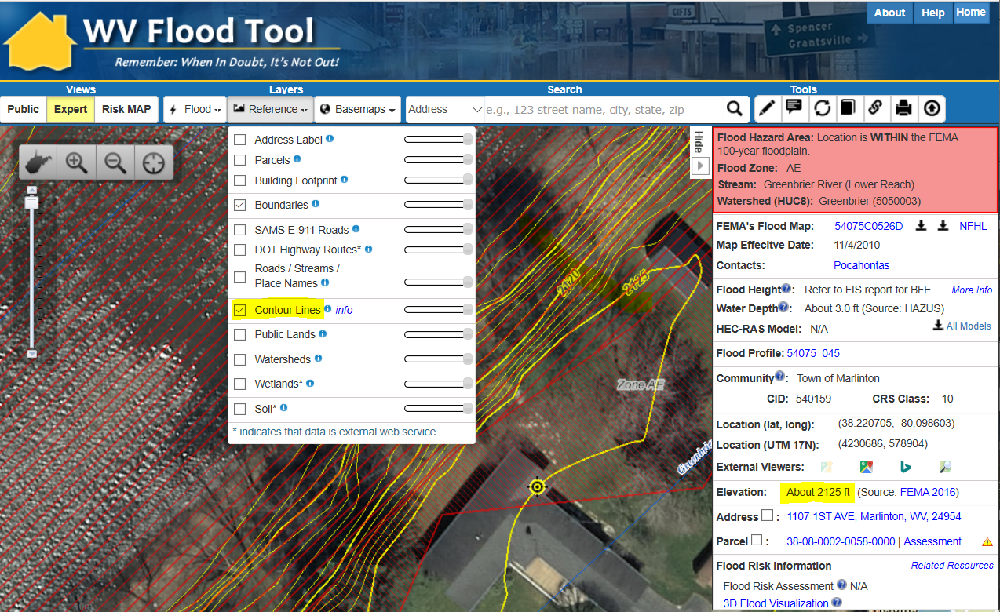 About Help Home
GIFTS
Spencer
Grantsville
WV Flood Tool
Remember: When In Doubt, It's Not Out!
Views Layers Search Tools
Public Expert Risk MAP Flood Reference Basemaps Address e.g., 123 street name, city, state, zip
Hide
Address Label
Parcels
Building Footprint
Boundaries
SAMS E-911 Roads
DOT Highway Routes*
Roads / Streams /
Place Names
Contour Lines info
Public Lands
Watersheds
Wetlands*
Soil*
* indicates that data is external web service
2120
2125
Zone AE
Greenbrie
10m
Flood Hazard Area: Location is WITHIN the FEMA
100-year floodplain.
Flood Zone: AE
Stream: Greenbrier River (Lower Reach)
Watershed (HUC8): Greenbrier (5050003)
FEMA's Flood Map: 54075C0526D NFHL
Map Effecitve Date: 11/4/2010
Contacts: Pocahontas
Flood Height: Refer to FIS report for BFE More Info
Water Depth: About 3.0 ft (Source: HAZUS)
HEC-RAS Model: N/A All Models
Flood Profile: 54075_045
Community: Town of Marlinton
CID: 540159 CRS Class: 10
Location (lat, long): (38.220705, -80.098603)
Location (UTM 17N): (4230686, 578904)
External Viewers:
Elevation: About 2125 ft (Source: FEMA 2016)
Address : 1107 1ST AVE, Marlinton, WV, 24954
Parcel : 38-08-0002-0058-0000 | Assessment
Flood Risk Information Related Resources
Flood Risk Assessment N/A
3D Flood Visualization